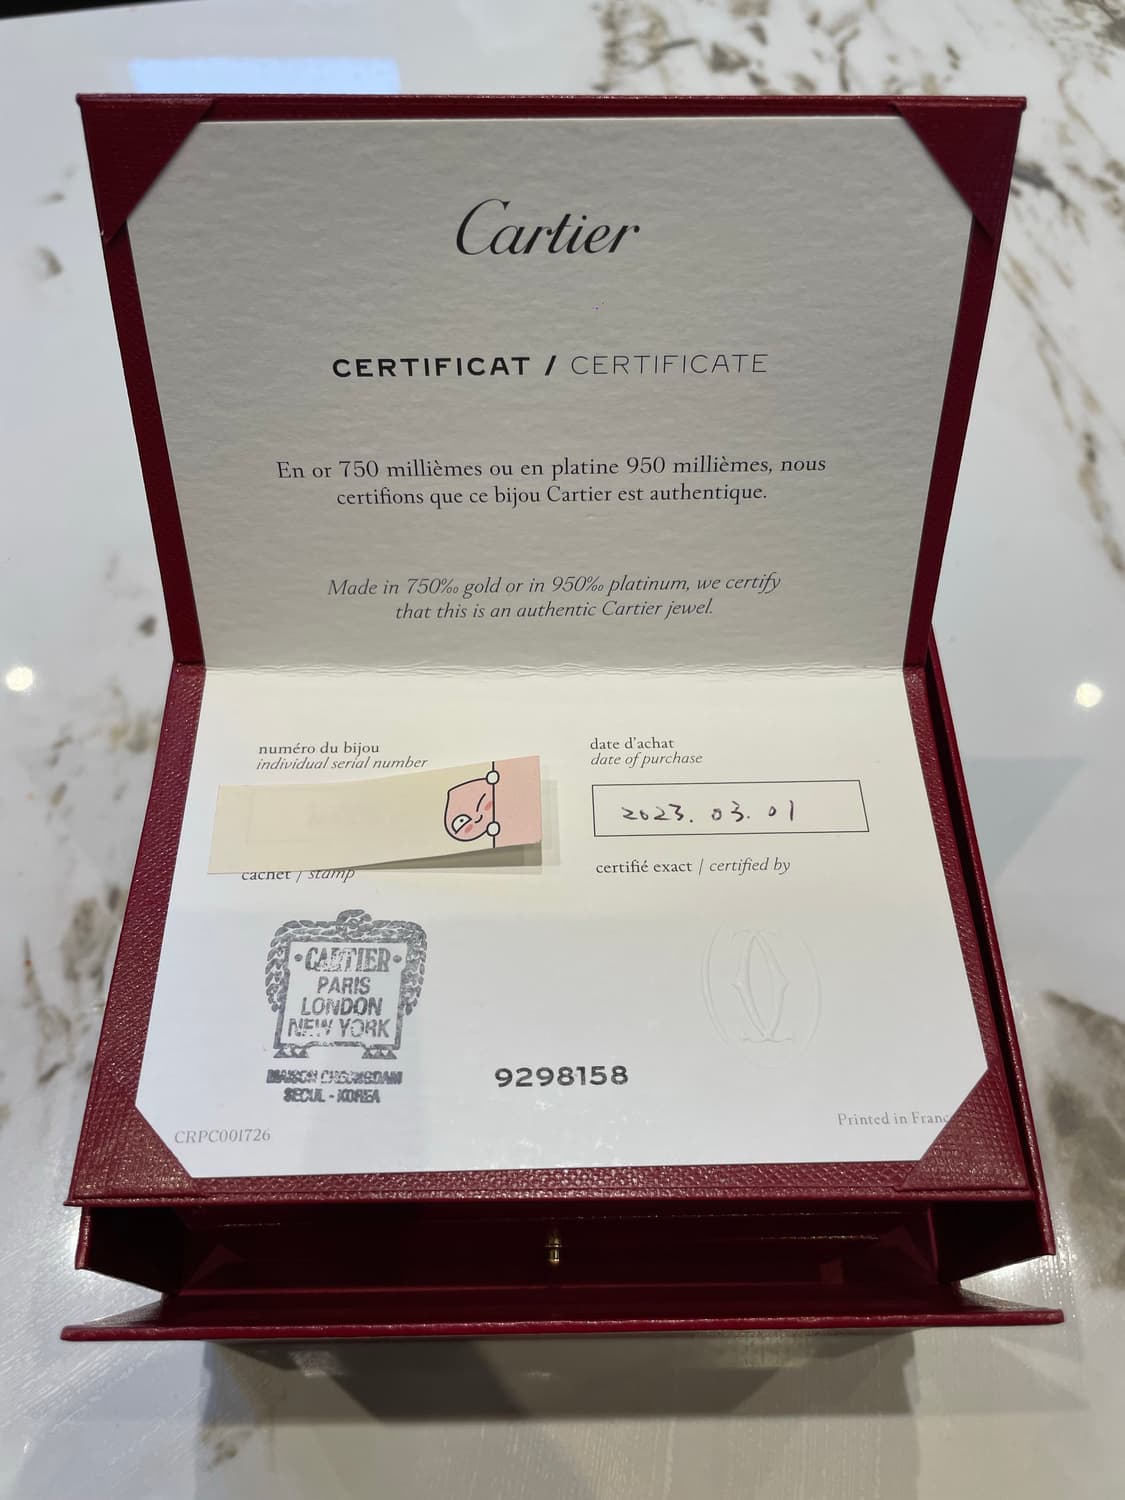 Cartier
CERTIFICAT / CERTIFICATE
En or 750 millièmes ou en platine 950 millièmes, nous
certifions que ce bijou Cartier est authentique.
Made in 750‰ gold or in 950‰ platinum, we certify
that this is an authentic Cartier jewel.
numéro du bijou
individual serial number
date d'achat
date of purchase
2023. 03. 01
cachet / stamp
certifié exact / certified by
CARTIER
PARIS
LONDON
NEW YORK
MAISON CHEONGDAM
SEOUL - KOREA
9298158
CRPC001726
Printed in Franc